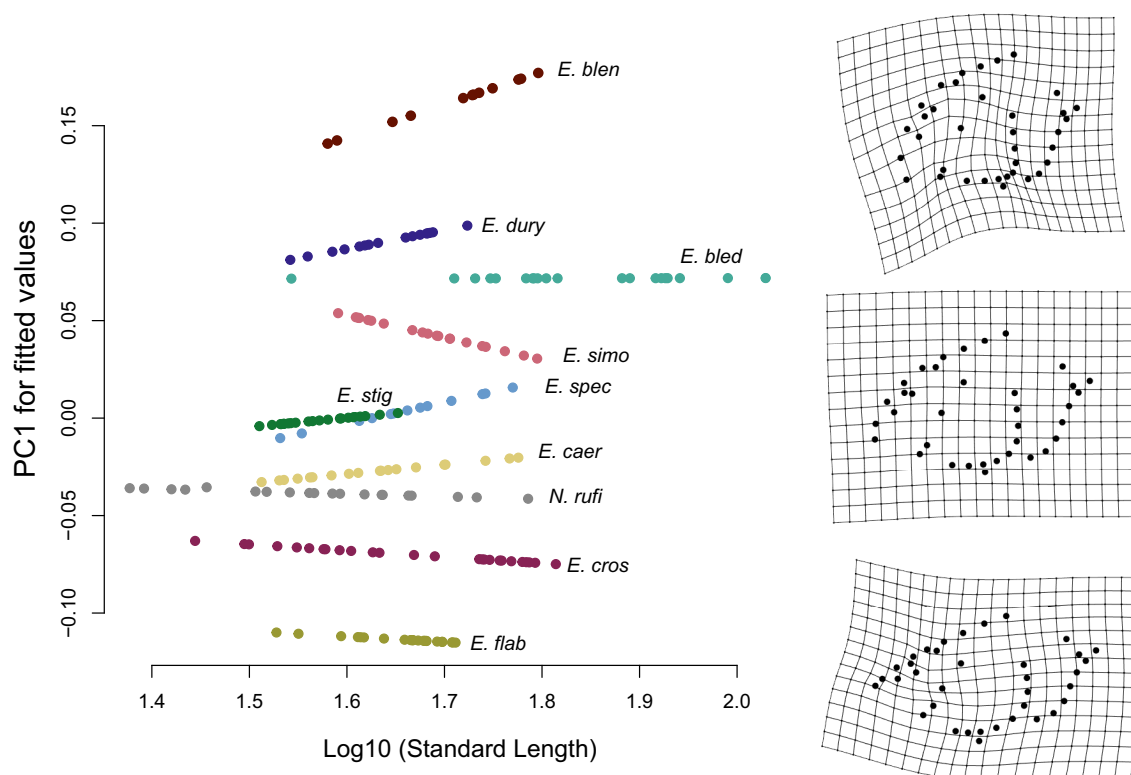 E. blen
0.15
E. dury
0.10
E. bled
0.05
E. simo
E. spec
E. stig
0.00
E. caer
N. rufi
−0.05
E. cros
−0.10
E. flab
PC1 for fitted values
1.4 1.5 1.6 1.7 1.8 1.9 2.0
Log10 (Standard Length)